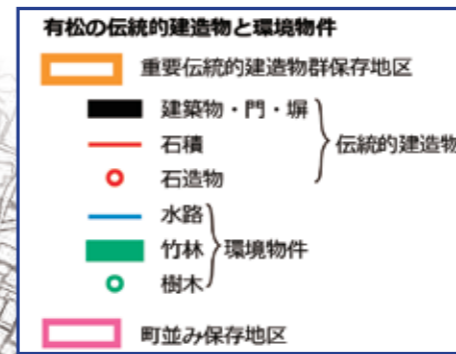 有松の伝統的建造物と環境物件
重要伝統的建造物群保存地区
建築物・門・塀
石積
石造物
伝統的建造物
水路
竹林
樹木
環境物件
町並み保存地区